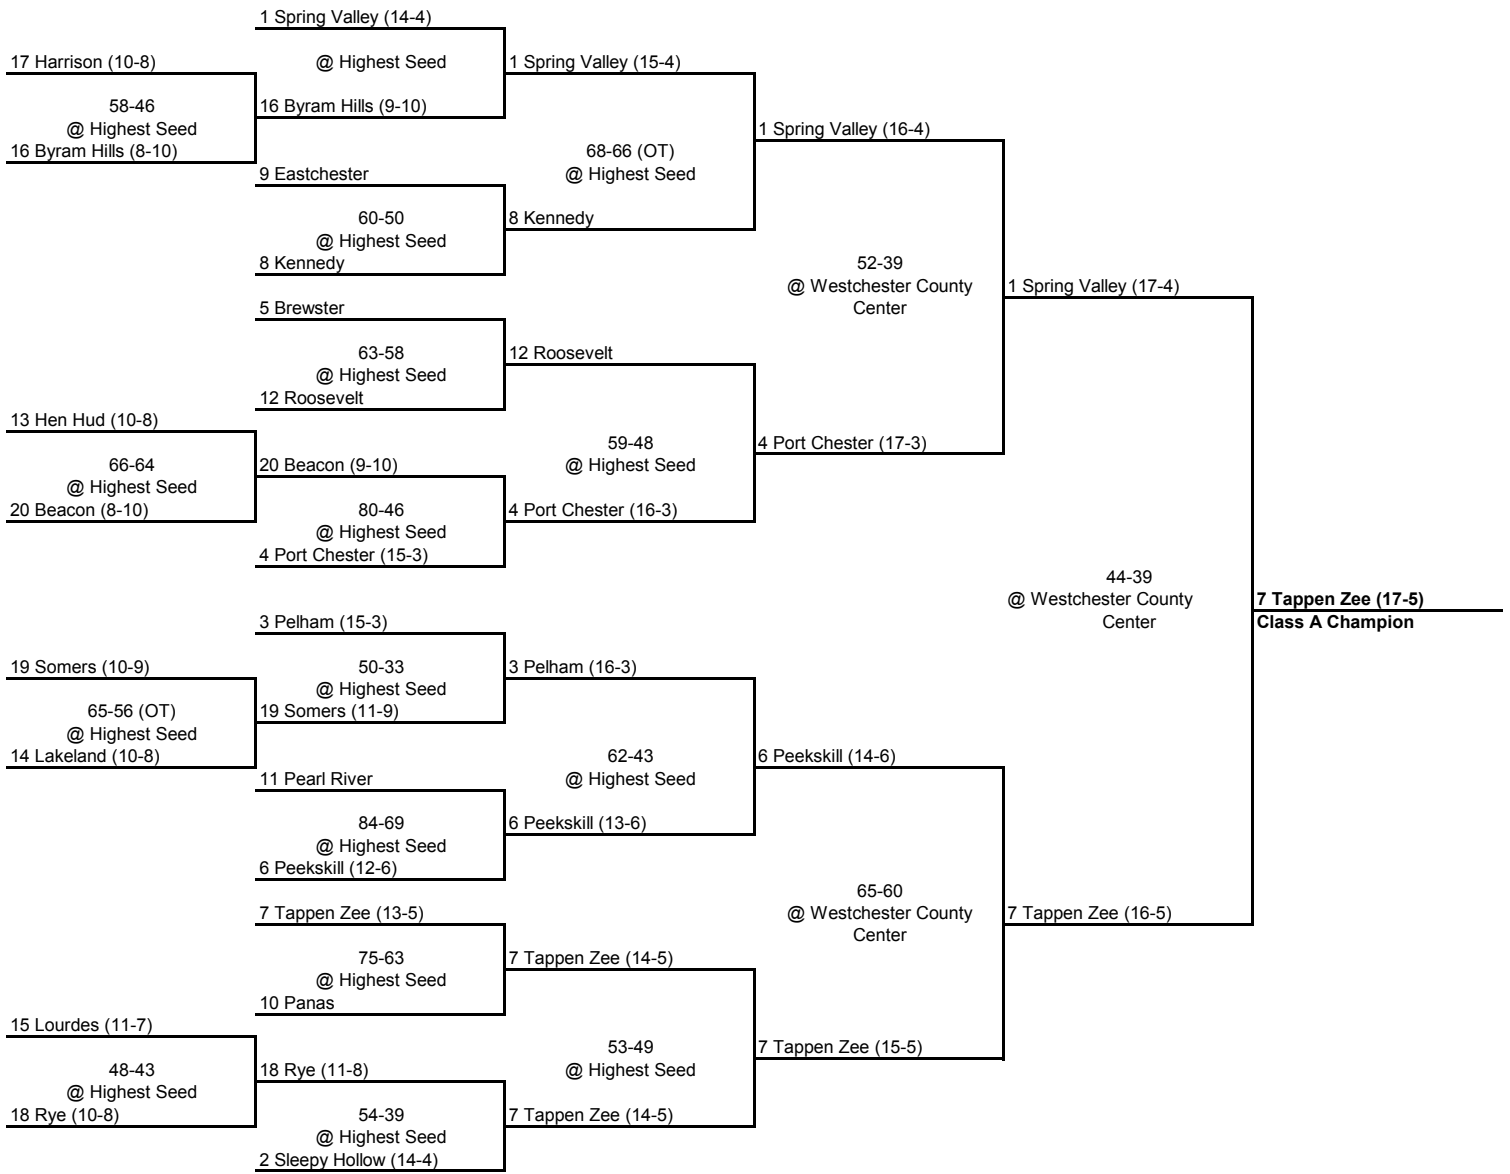 1 Spring Valley (14-4)
17 Harrison (10-8)
@ Highest Seed
1 Spring Valley (15-4)
58-46
@ Highest Seed
16 Byram Hills (9-10)
16 Byram Hills (8-10)
1 Spring Valley (16-4)
68-66 (OT)
@ Highest Seed
9 Eastchester
60-50
@ Highest Seed
8 Kennedy
8 Kennedy
52-39
@ Westchester County
Center
1 Spring Valley (17-4)
5 Brewster
63-58
@ Highest Seed
12 Roosevelt
12 Roosevelt
13 Hen Hud (10-8)
59-48
@ Highest Seed
4 Port Chester (17-3)
66-64
@ Highest Seed
20 Beacon (9-10)
20 Beacon (8-10)
80-46
@ Highest Seed
4 Port Chester (16-3)
4 Port Chester (15-3)
44-39
@ Westchester County
Center
7 Tappen Zee (17-5)
Class A Champion
3 Pelham (15-3)
19 Somers (10-9)
50-33
@ Highest Seed
3 Pelham (16-3)
65-56 (OT)
@ Highest Seed
19 Somers (11-9)
14 Lakeland (10-8)
62-43
@ Highest Seed
6 Peekskill (14-6)
11 Pearl River
84-69
@ Highest Seed
6 Peekskill (13-6)
6 Peekskill (12-6)
65-60
@ Westchester County
Center
7 Tappen Zee (16-5)
7 Tappen Zee (13-5)
75-63
@ Highest Seed
7 Tappen Zee (14-5)
10 Panas
15 Lourdes (11-7)
53-49
@ Highest Seed
7 Tappen Zee (15-5)
48-43
@ Highest Seed
18 Rye (11-8)
18 Rye (10-8)
54-39
@ Highest Seed
7 Tappen Zee (14-5)
2 Sleepy Hollow (14-4)